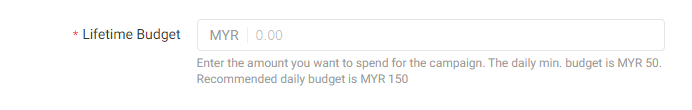 * Lifetime Budget MYR 0.00
Enter the amount you want to spend for the campaign. The daily min. budget is MYR 50.
Recommended daily budget is MYR 150